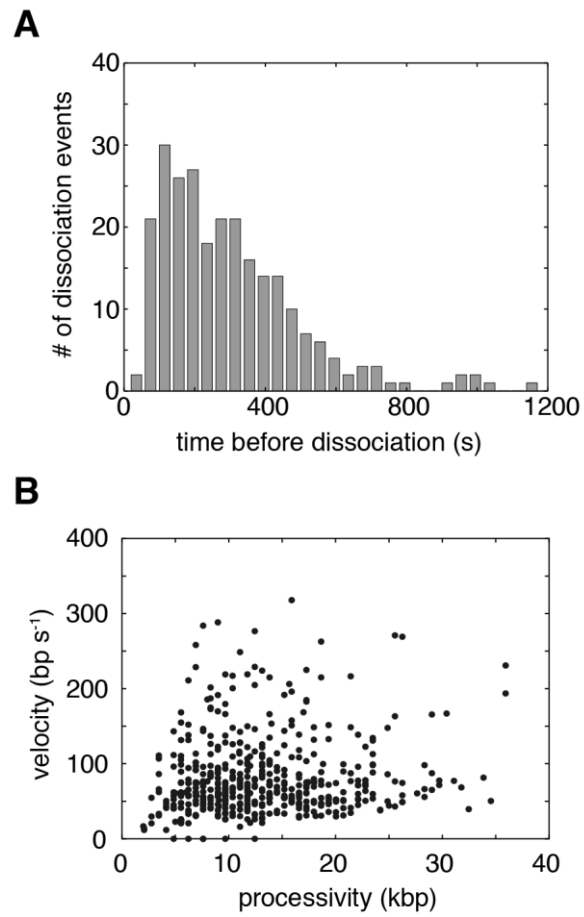 A
40
30
20
10
0
# of dissociation events
0 400 800 1200
time before dissociation (s)
B
400
300
200
100
0
velocity (bp s⁻¹)
0 10 20 30 40
processivity (kbp)